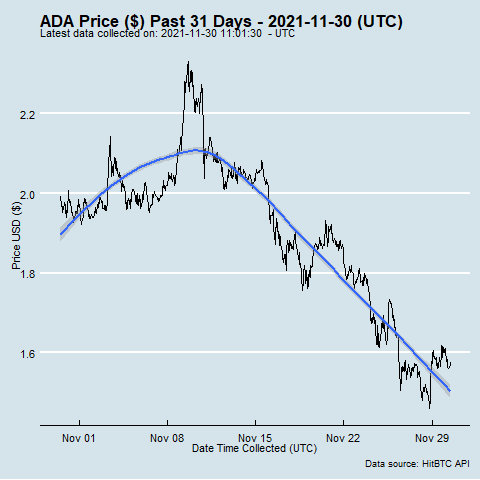 ADA Price ($) Past 31 Days - 2021-11-30 (UTC)
Latest data collected on: 2021-11-30 11:01:30 - UTC
Price USD ($)
2.2
2.0
1.8
1.6
Nov 01 Nov 08 Nov 15 Nov 22 Nov 29
Date Time Collected (UTC)
Data source: HitBTC API